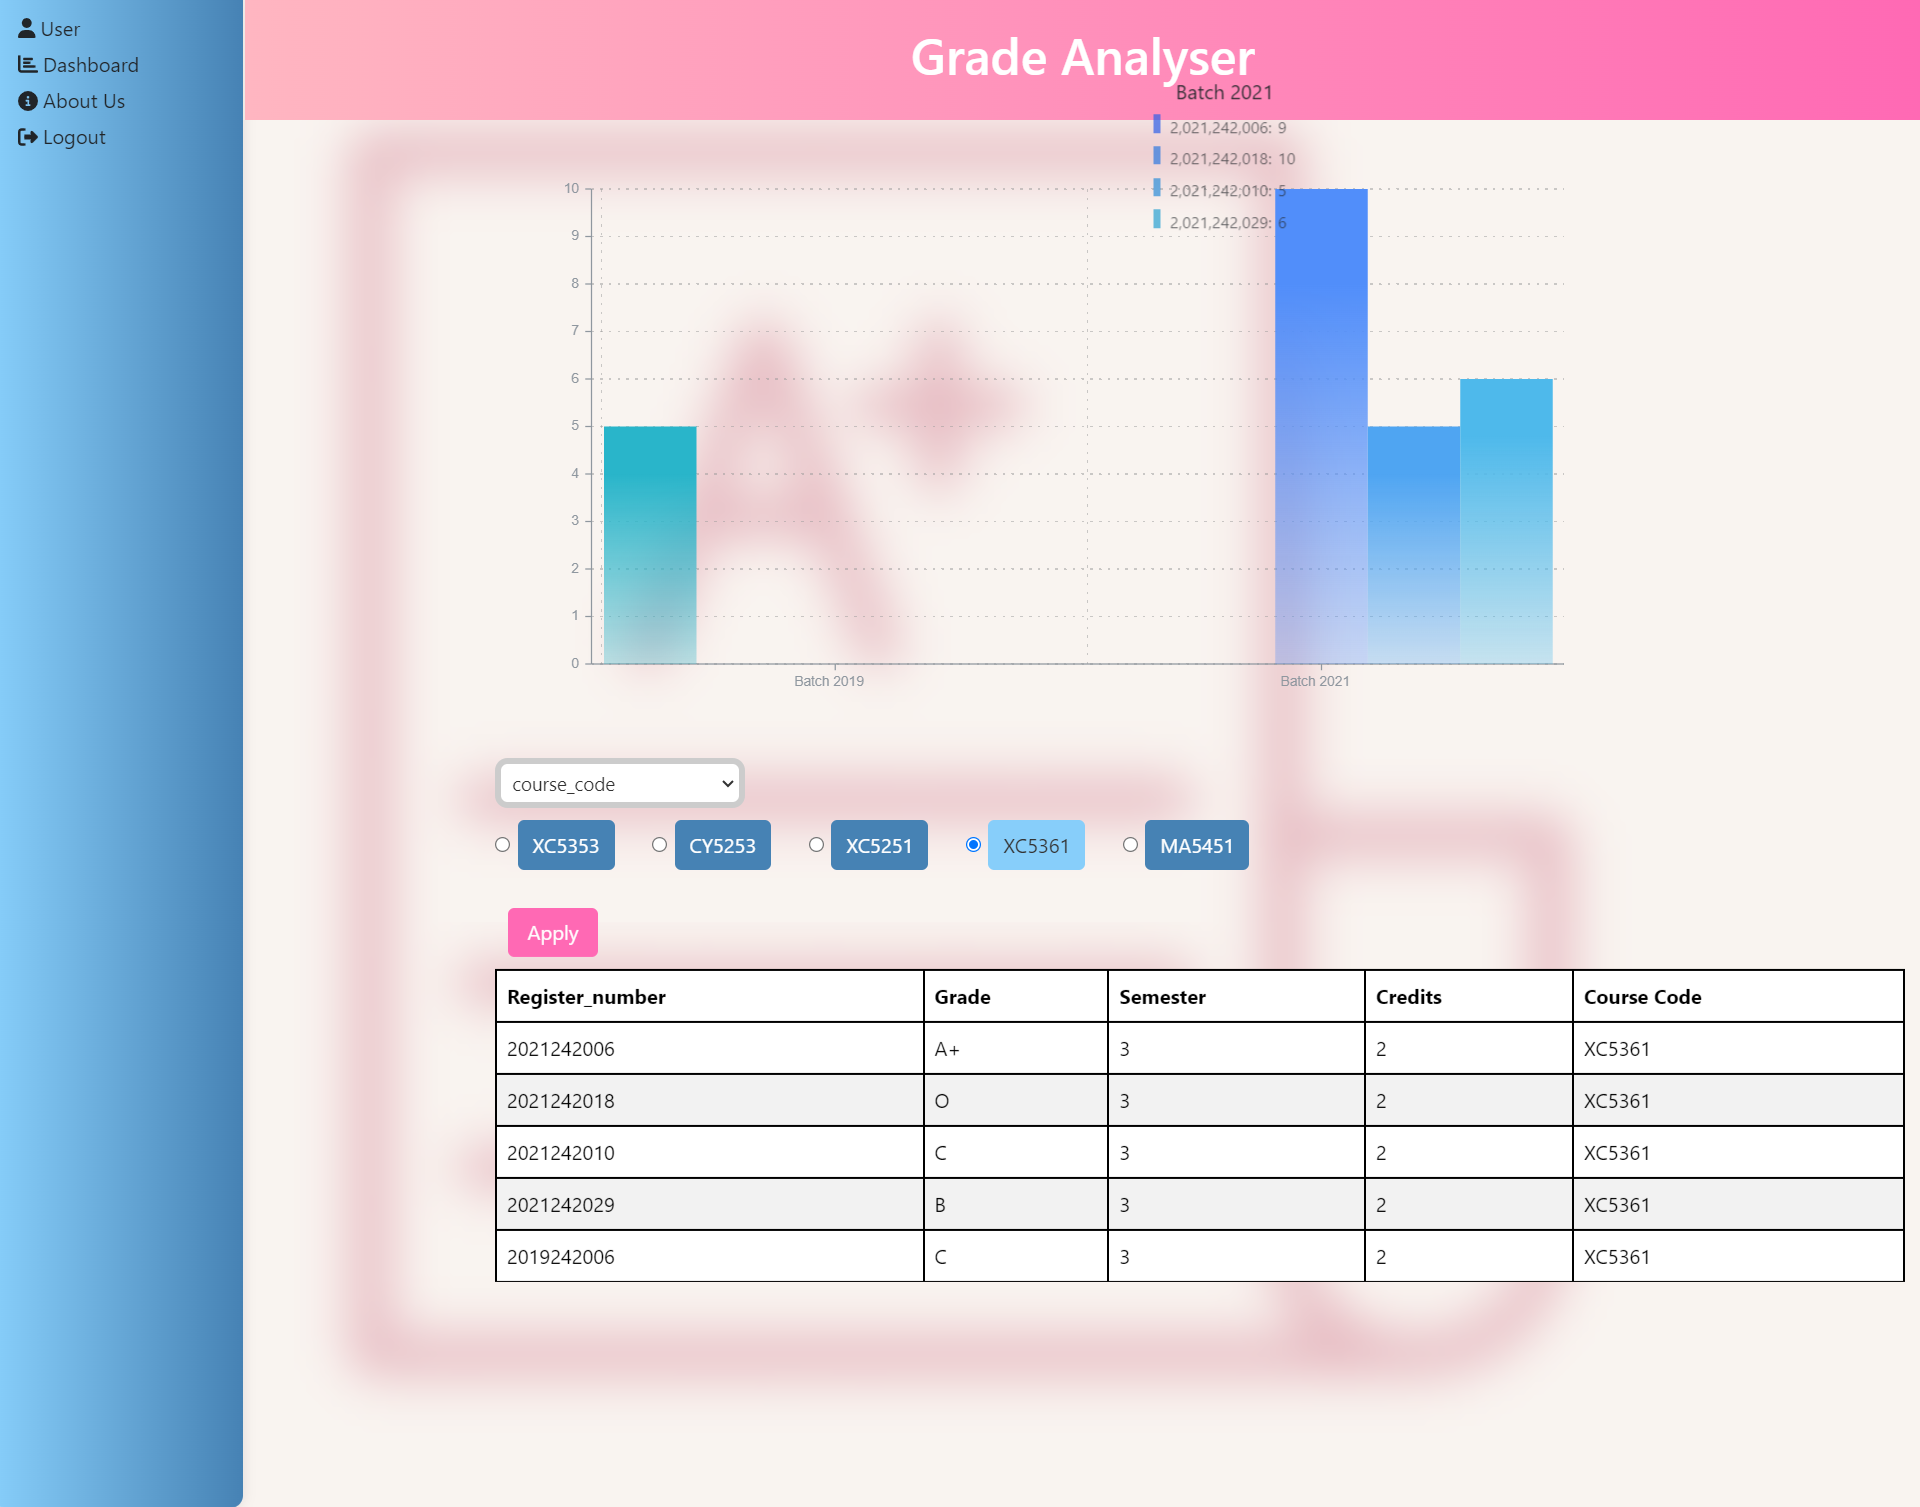 User
Dashboard
About Us
Logout
Grade Analyser
Batch 2021
2,021,242,006: 9
2,021,242,018: 10
2,021,242,010: 5
2,021,242,029: 6
10
9
8
7
6
5
4
3
2
1
0
Batch 2019 Batch 2021
course_code
XC5353 CY5253 XC5251 XC5361 MA5451
Apply
Register_number Grade Semester Credits Course Code
2021242006 A+ 3 2 XC5361
2021242018 O 3 2 XC5361
2021242010 C 3 2 XC5361
2021242029 B 3 2 XC5361
2019242006 C 3 2 XC5361